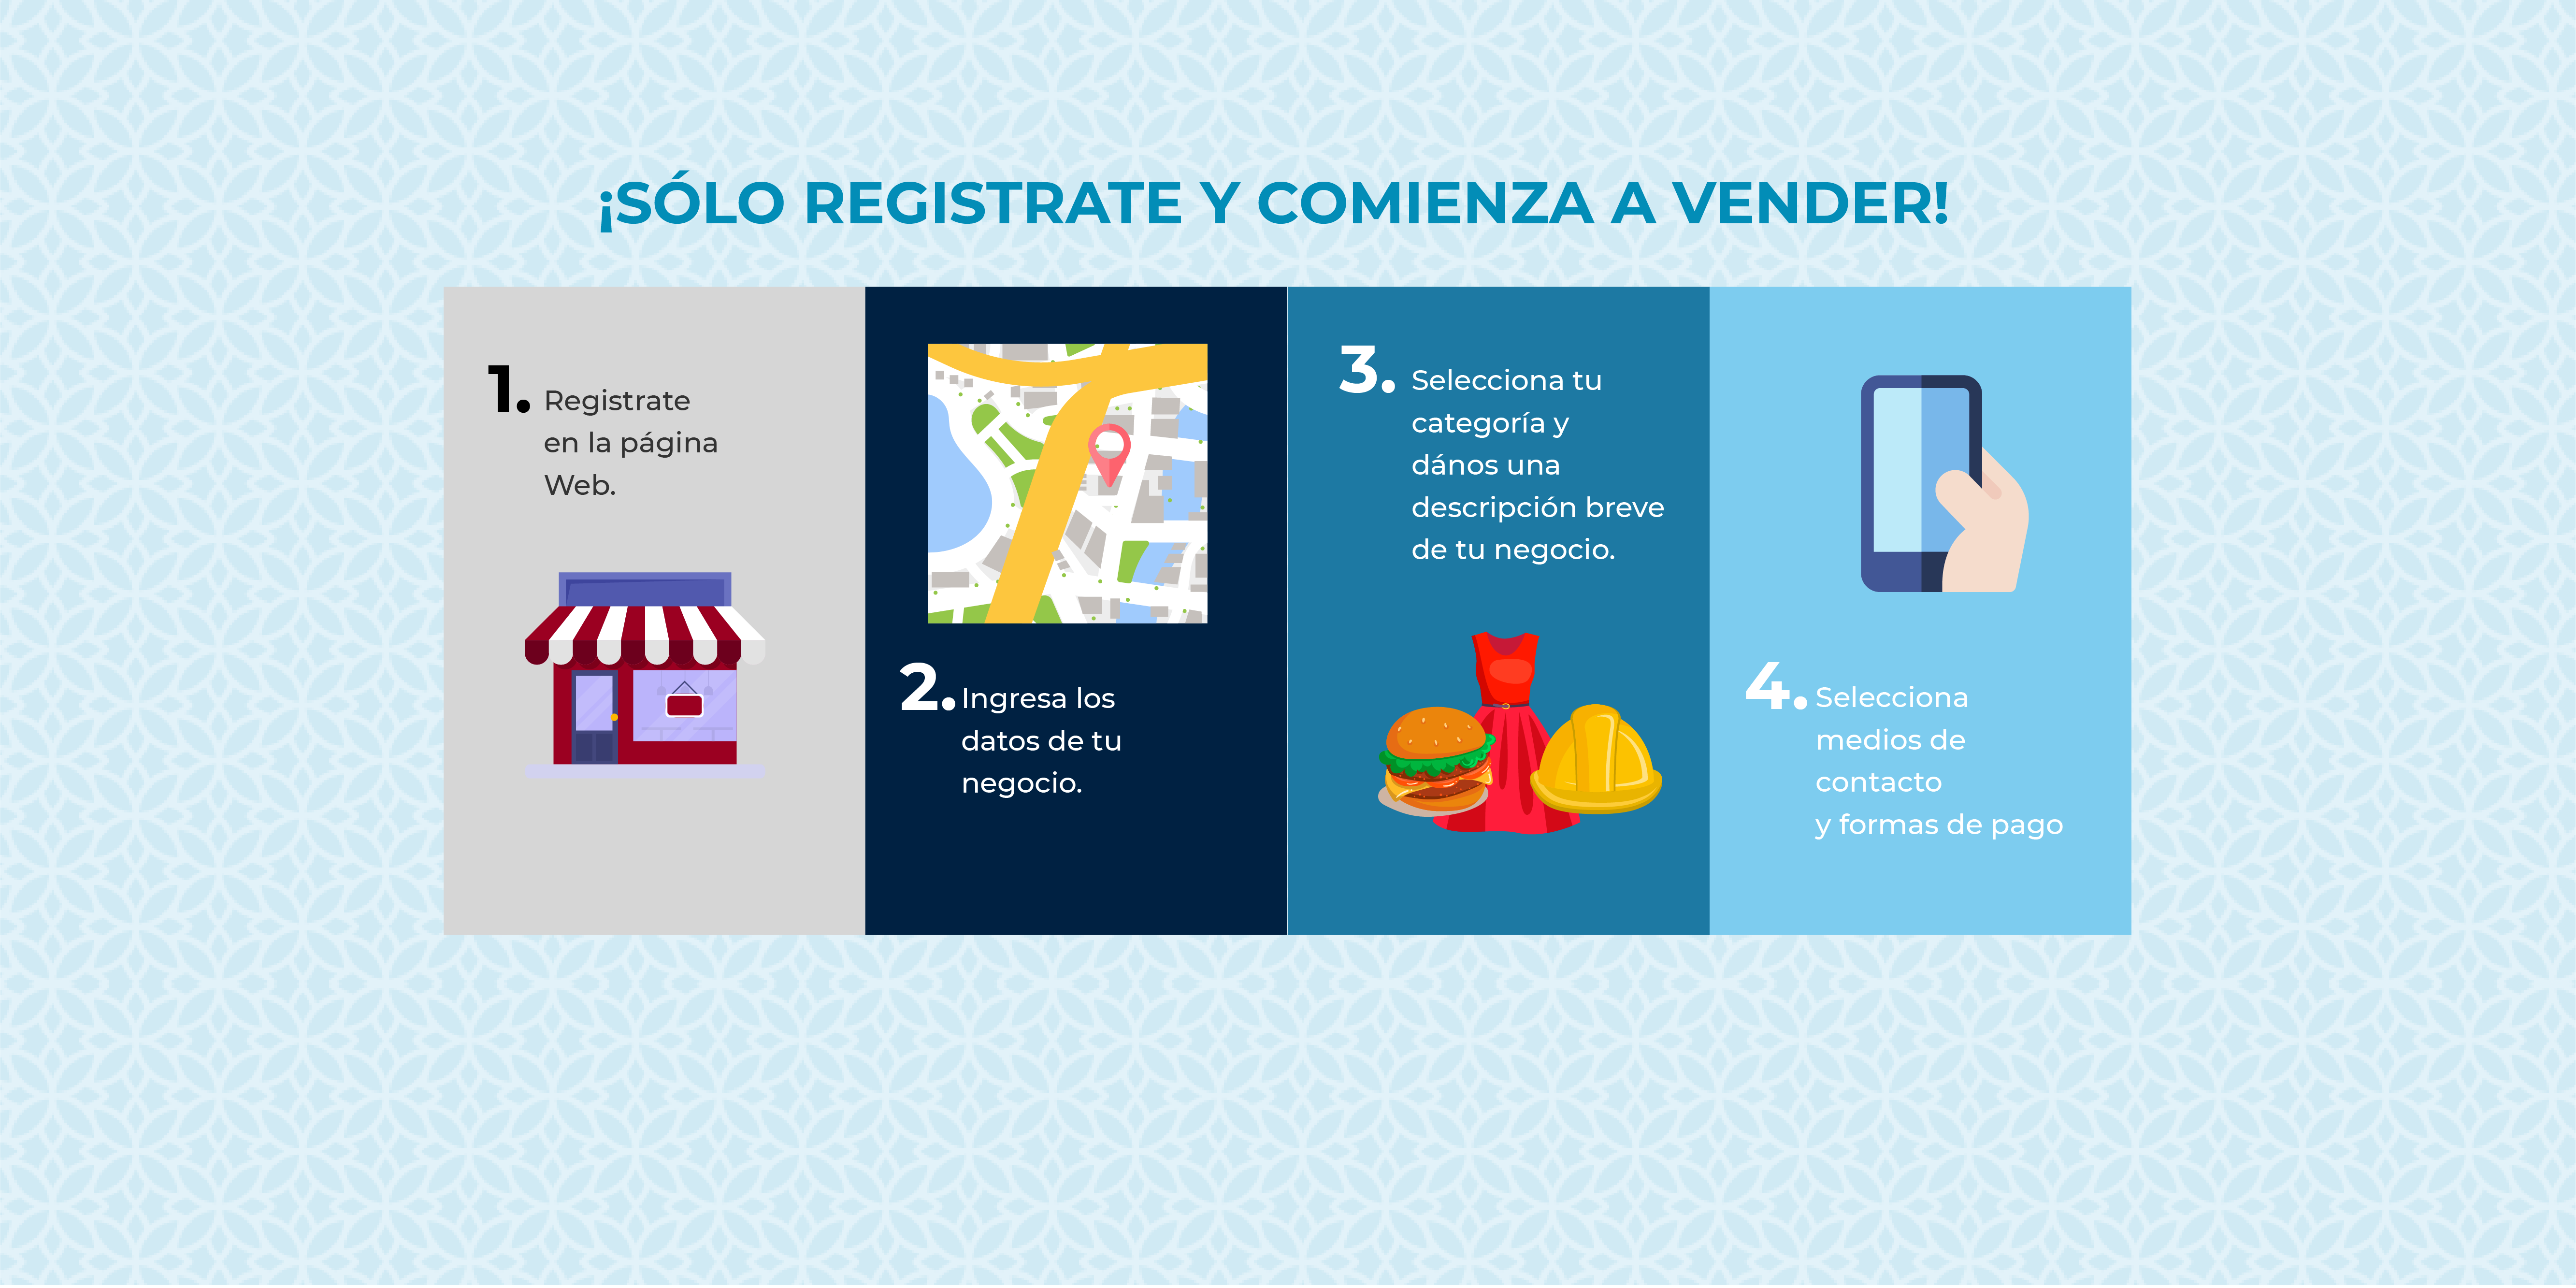 ¡SÓLO REGISTRATE Y COMIENZA A VENDER!
1. Registrate
en la página
Web.
2. Ingresa los
datos de tu
negocio.
3. Selecciona tu
categoría y
dános una
descripción breve
de tu negocio.
4. Selecciona
medios de
contacto
y formas de pago